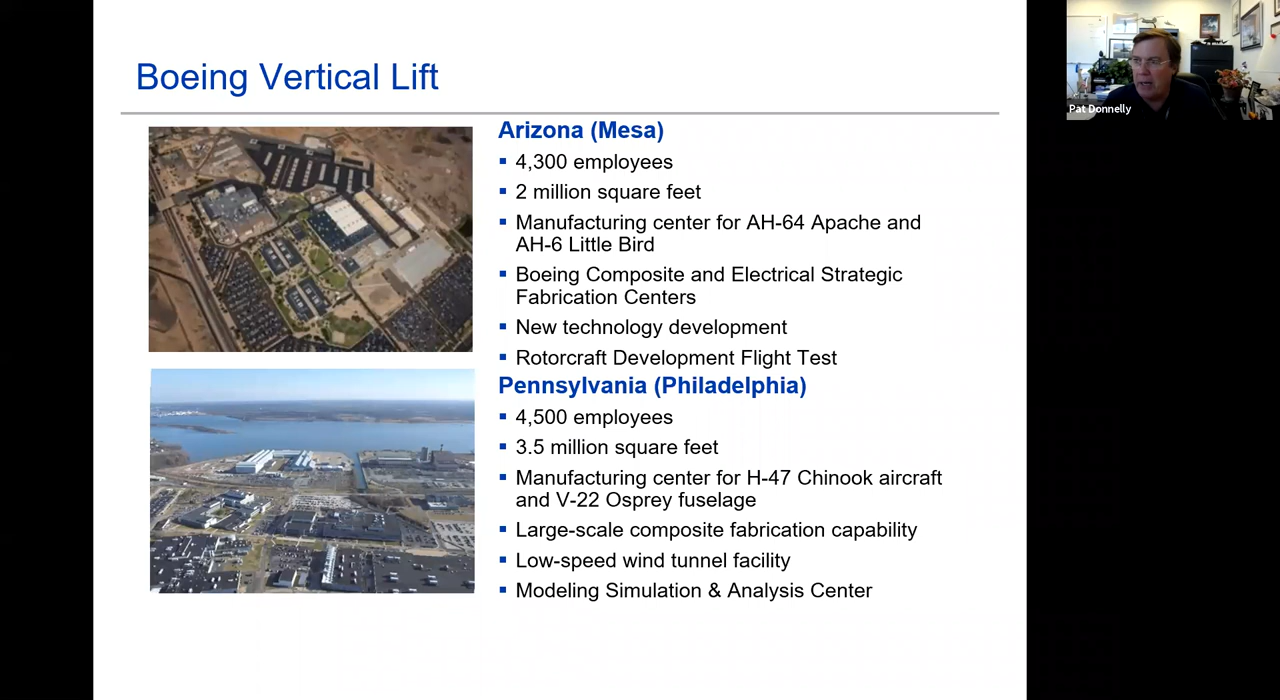 Boeing Vertical Lift
Arizona (Mesa)
▪ 4,300 employees
▪ 2 million square feet
▪ Manufacturing center for AH-64 Apache and
AH-6 Little Bird
▪ Boeing Composite and Electrical Strategic
Fabrication Centers
▪ New technology development
▪ Rotorcraft Development Flight Test
Pennsylvania (Philadelphia)
▪ 4,500 employees
▪ 3.5 million square feet
▪ Manufacturing center for H-47 Chinook aircraft
and V-22 Osprey fuselage
▪ Large-scale composite fabrication capability
▪ Low-speed wind tunnel facility
▪ Modeling Simulation & Analysis Center
Pat Donnelly